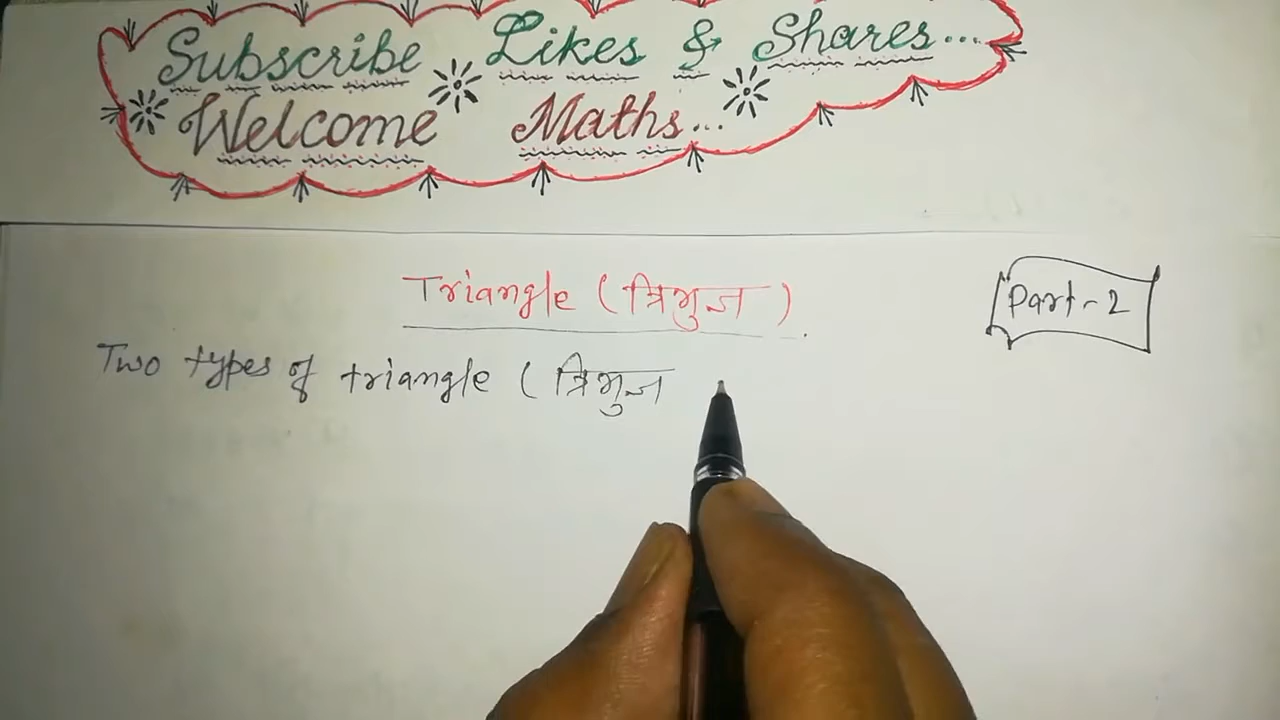 Subscribe Likes & Shares...
Welcome Maths...
Triangle (त्रिभुज).
Part-2
Two types of triangle (त्रिभुज